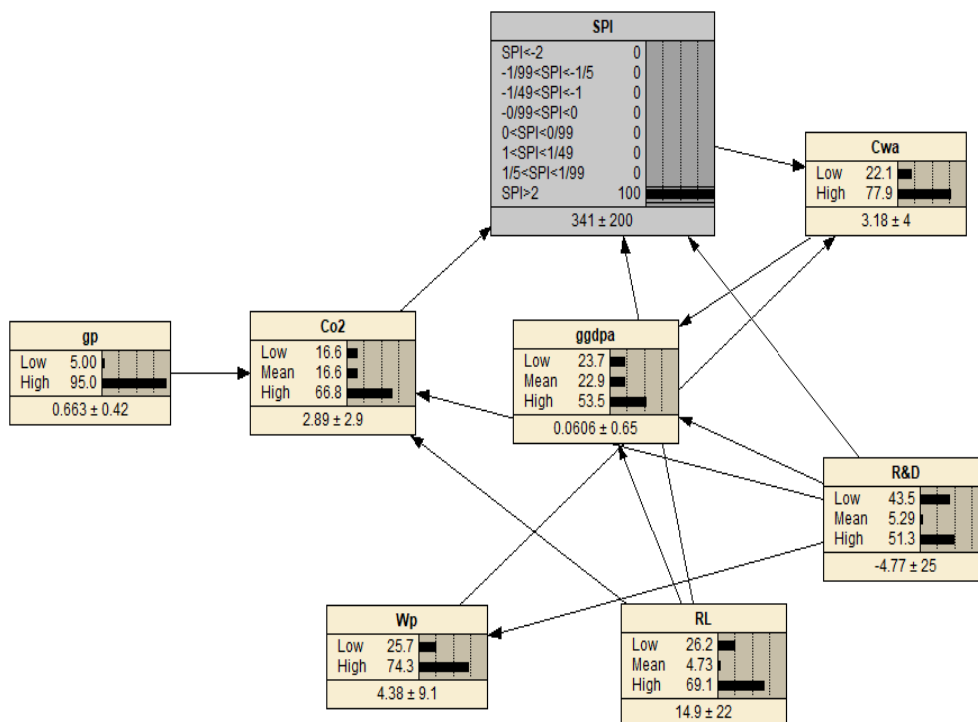 SPI
SPI<-2 0
-1/99<SPI<-1/5 0
-1/49<SPI<-1 0
-0/99<SPI<0 0
0<SPI<0/99 0
1<SPI<1/49 0
1/5<SPI<1/99 0
SPI>2 100
341 ± 200
Cwa
Low 22.1
High 77.9
3.18 ± 4
gp
Low 5.00
High 95.0
0.663 ± 0.42
Co2
Low 16.6
Mean 16.6
High 66.8
2.89 ± 2.9
ggdpa
Low 23.7
Mean 22.9
High 53.5
0.0606 ± 0.65
R&D
Low 43.5
Mean 5.29
High 51.3
-4.77 ± 25
Wp
Low 25.7
High 74.3
4.38 ± 9.1
RL
Low 26.2
Mean 4.73
High 69.1
14.9 ± 22